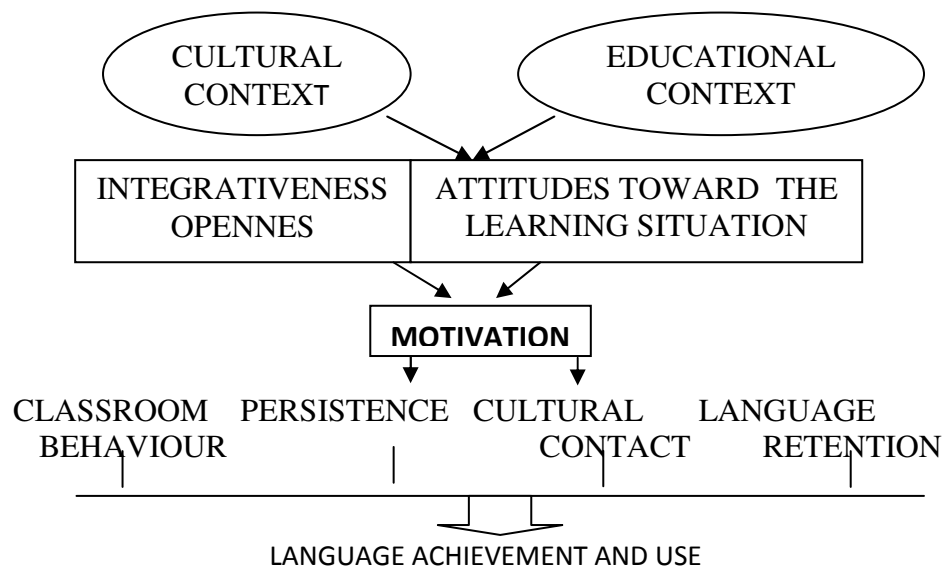 CULTURAL
CONTEXT
EDUCATIONAL
CONTEXT
INTEGRATIVENESS
OPENNES
ATTITUDES TOWARD THE
LEARNING SITUATION
MOTIVATION
CLASSROOM
BEHAVIOUR
PERSISTENCE
CULTURAL
CONTACT
LANGUAGE
RETENTION
LANGUAGE ACHIEVEMENT AND USE